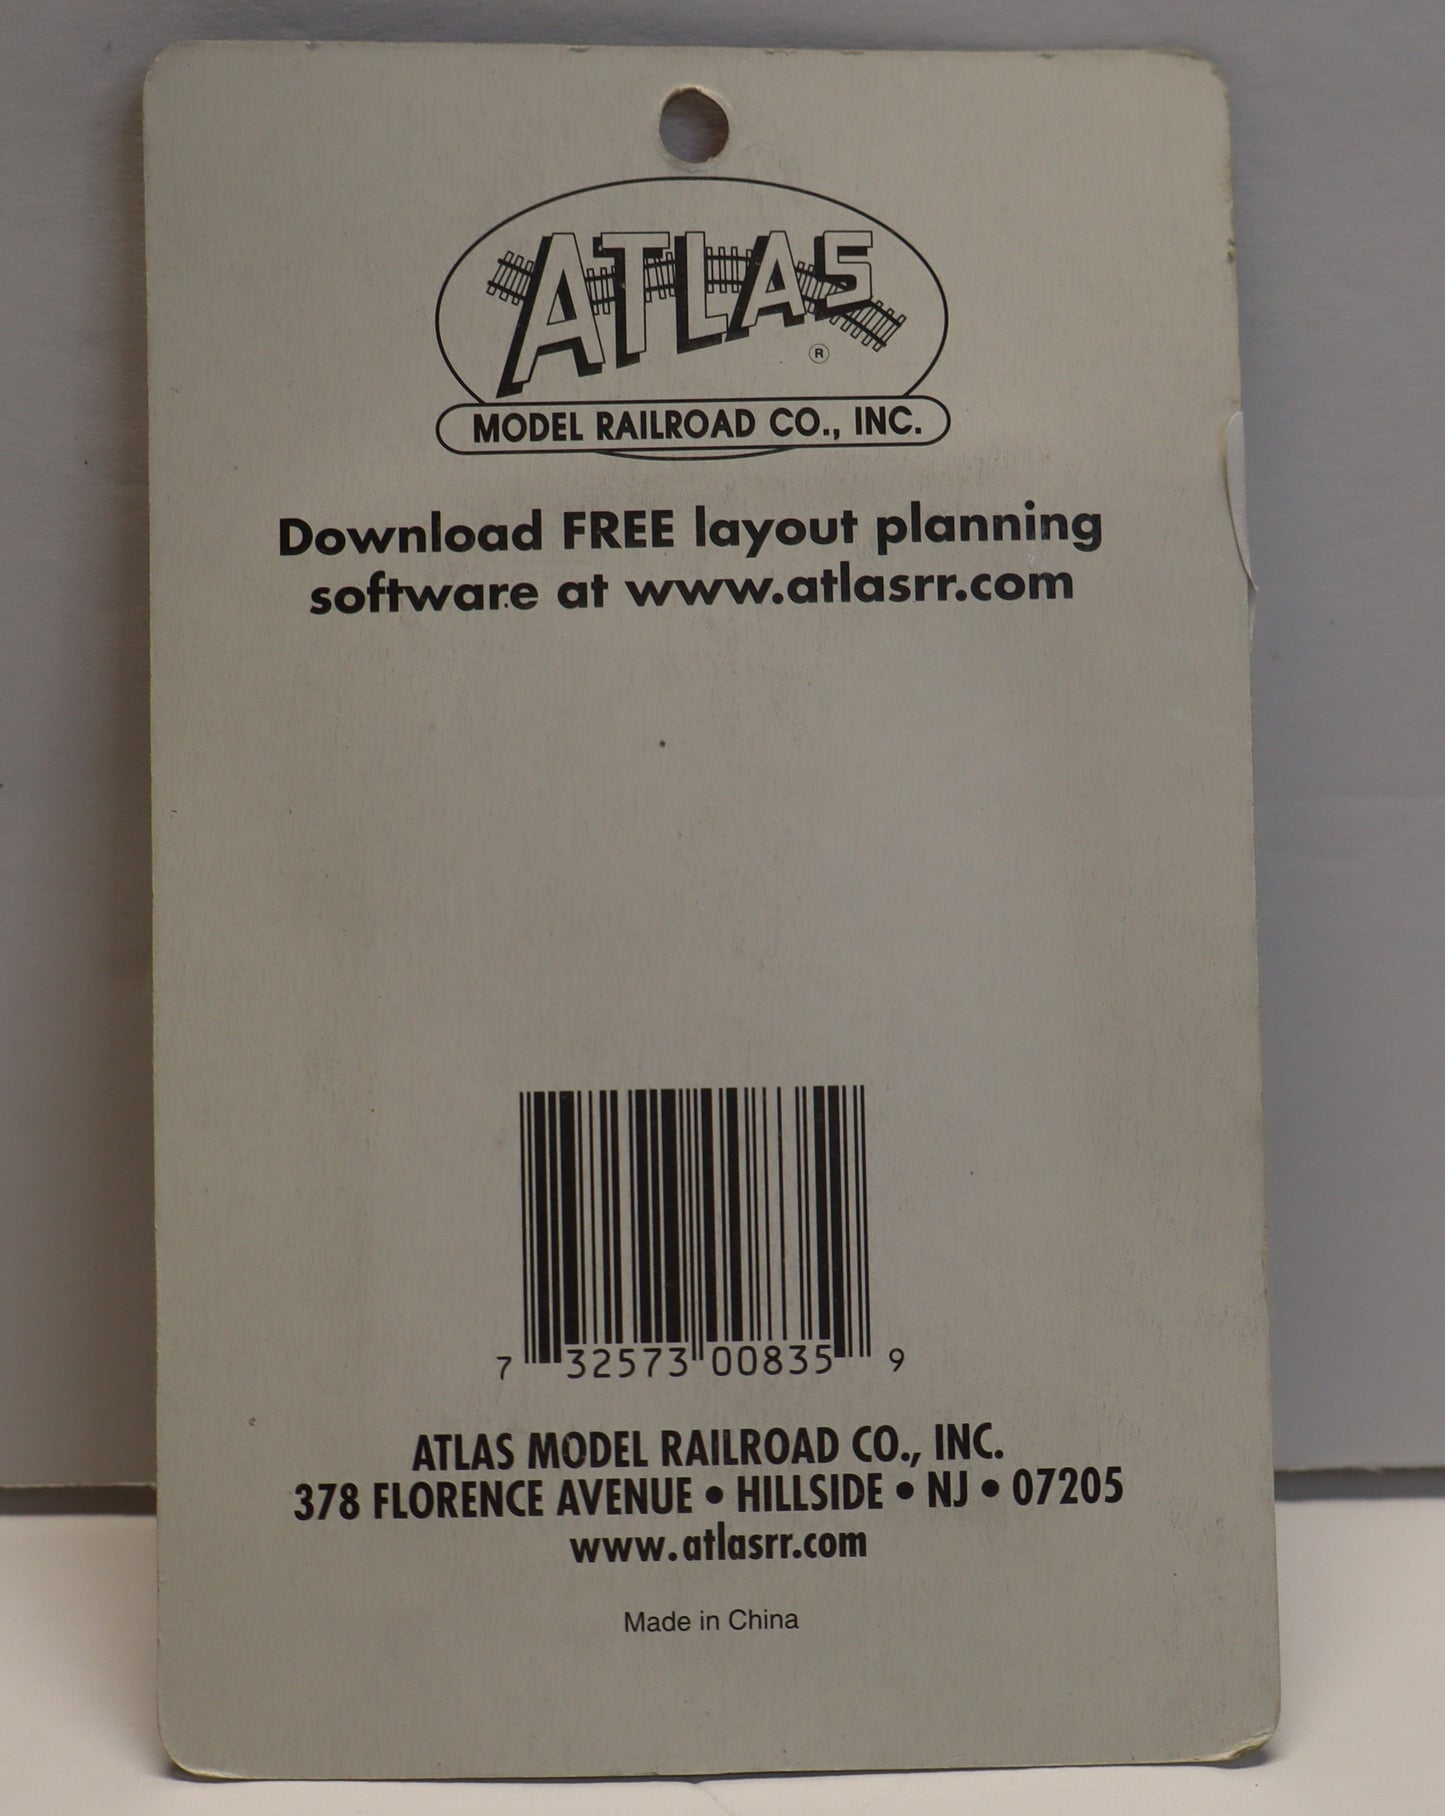 ATLAS
®
MODEL RAILROAD CO., INC.
Download FREE layout planning
software at www.atlasrr.com
7 32573 00835 9
ATLAS MODEL RAILROAD CO., INC.
378 FLORENCE AVENUE • HILLSIDE • NJ • 07205
www.atlasrr.com
Made in China